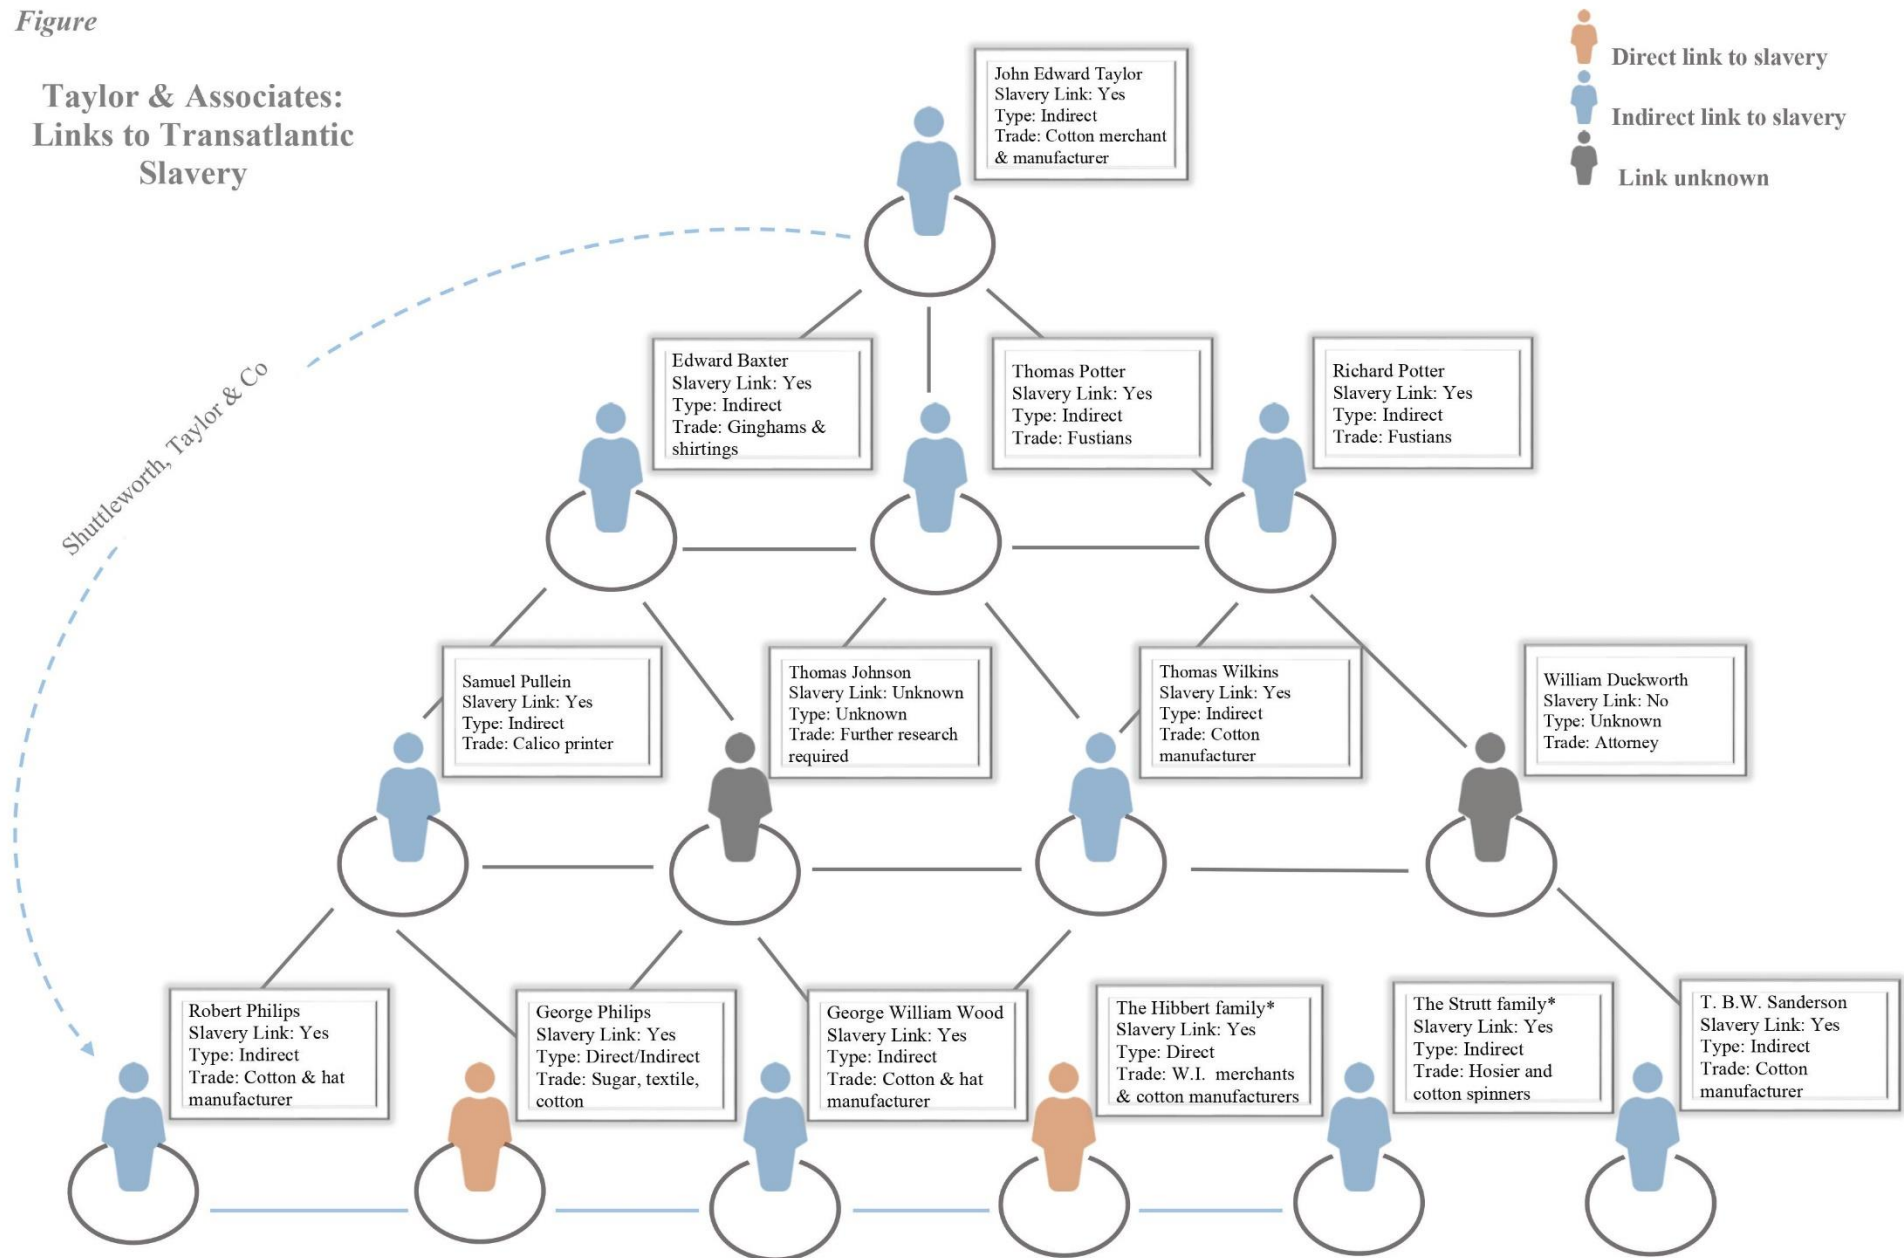 Figure
Taylor & Associates:
Links to Transatlantic
Slavery
Direct link to slavery
Indirect link to slavery
Link unknown
John Edward Taylor
Slavery Link: Yes
Type: Indirect
Trade: Cotton merchant
& manufacturer
Shuttleworth, Taylor & Co
Edward Baxter
Slavery Link: Yes
Type: Indirect
Trade: Ginghams &
shirtings
Thomas Potter
Slavery Link: Yes
Type: Indirect
Trade: Fustians
Richard Potter
Slavery Link: Yes
Type: Indirect
Trade: Fustians
Samuel Pullein
Slavery Link: Yes
Type: Indirect
Trade: Calico printer
Thomas Johnson
Slavery Link: Unknown
Type: Unknown
Trade: Further research
required
Thomas Wilkins
Slavery Link: Yes
Type: Indirect
Trade: Cotton
manufacturer
William Duckworth
Slavery Link: No
Type: Unknown
Trade: Attorney
Robert Philips
Slavery Link: Yes
Type: Indirect
Trade: Cotton & hat
manufacturer
George Philips
Slavery Link: Yes
Type: Direct/Indirect
Trade: Sugar, textile,
cotton
George William Wood
Slavery Link: Yes
Type: Indirect
Trade: Cotton & hat
manufacturer
The Hibbert family*
Slavery Link: Yes
Type: Direct
Trade: W.I. merchants
& cotton manufacturers
The Strutt family*
Slavery Link: Yes
Type: Indirect
Trade: Hosier and
cotton spinners
T. B.W. Sanderson
Slavery Link: Yes
Type: Indirect
Trade: Cotton
manufacturer